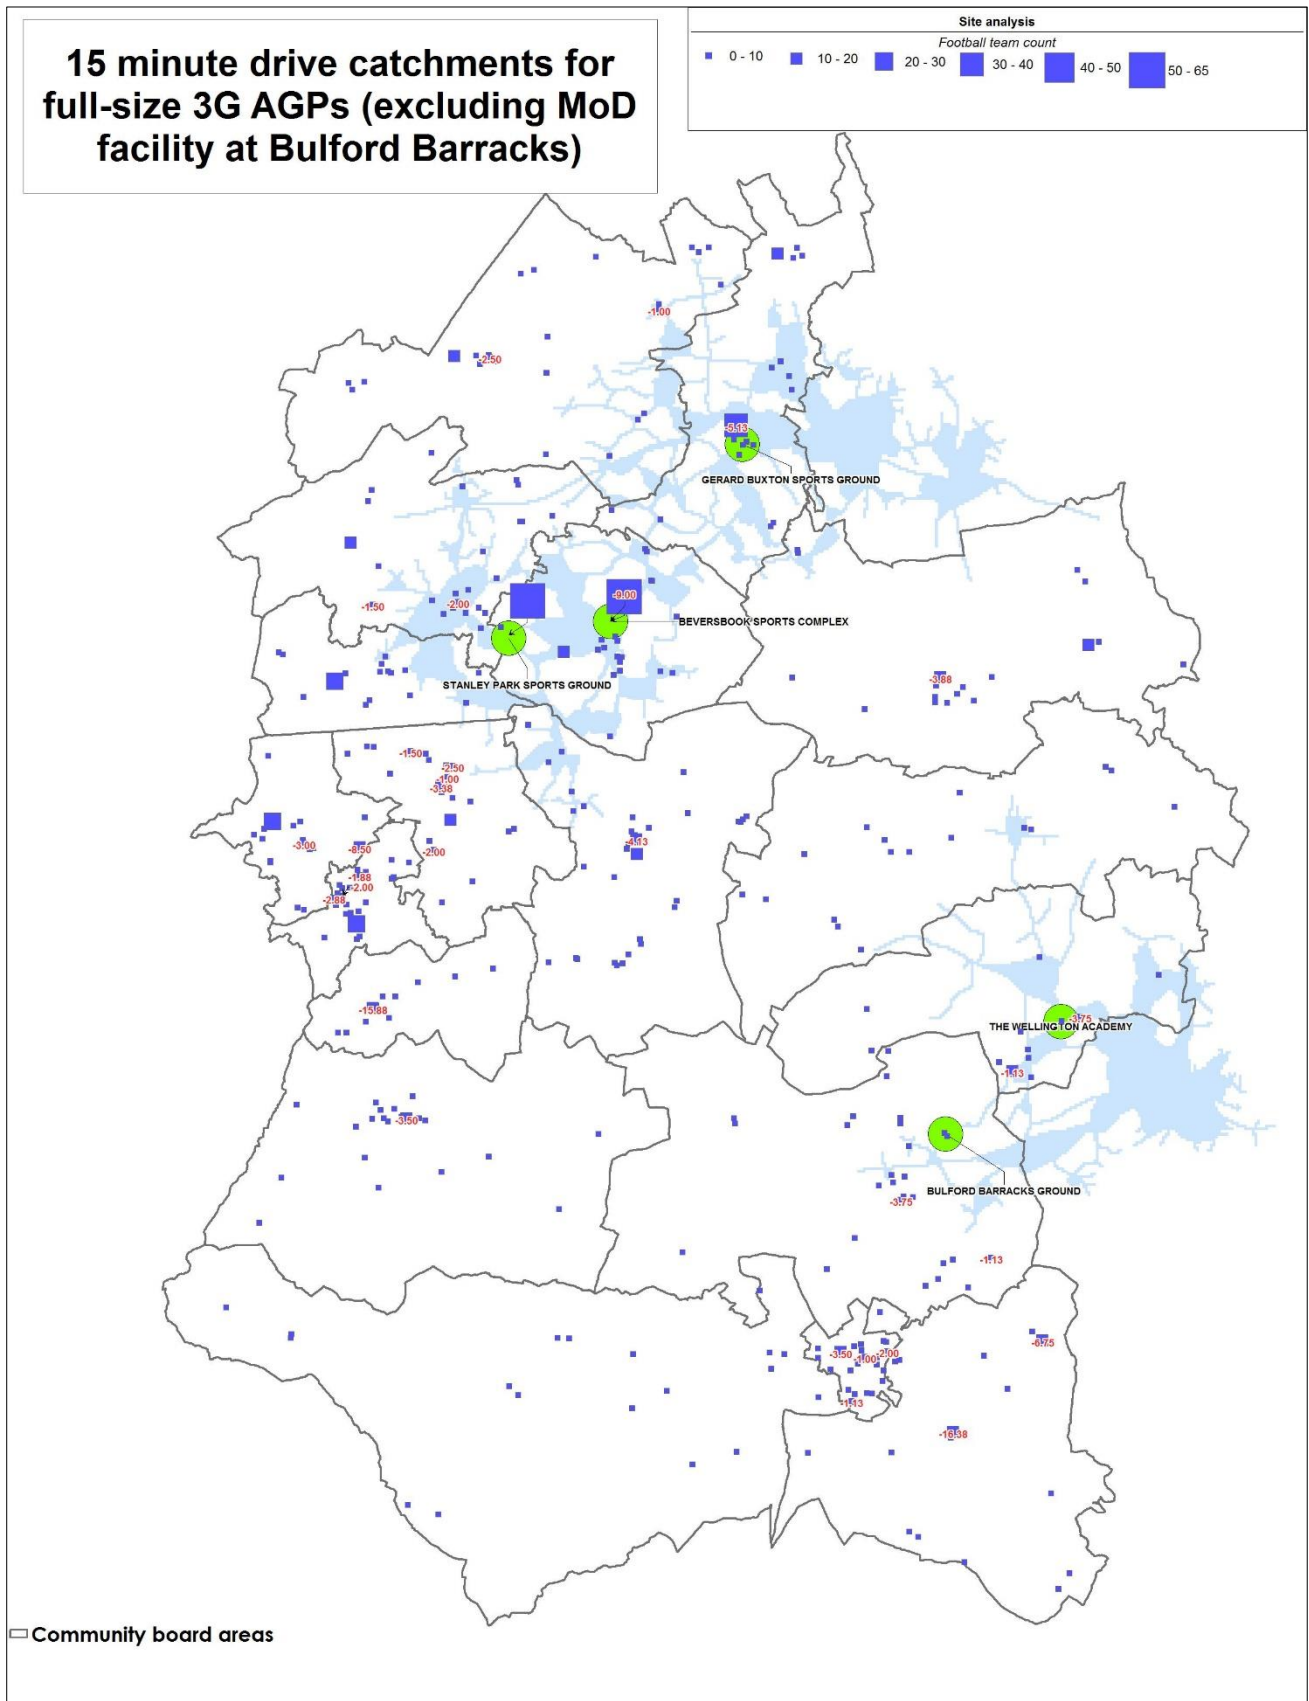 15 minute drive catchments for
full-size 3G AGPs (excluding MoD
facility at Bulford Barracks)
Site analysis
Football team count
0 - 10 10 - 20 20 - 30 30 - 40 40 - 50 50 - 65
-1.00
-2.50
-5.13
GERARD BUXTON SPORTS GROUND
-9.00
-2.00
-1.50
BEVERSBOOK SPORTS COMPLEX
-3.88
STANLEY PARK SPORTS GROUND
-1.50
-2.50
-1.00
-3.38
-4.13
-3.00
-8.50
-2.00
-1.88
-2.00
-2.88
-15.88
-3.75
THE WELLINGTON ACADEMY
-1.13
-3.50
BULFORD BARRACKS GROUND
-3.75
-1.13
-6.75
-3.50
-1.00
-2.00
-1.13
-16.38
Community board areas